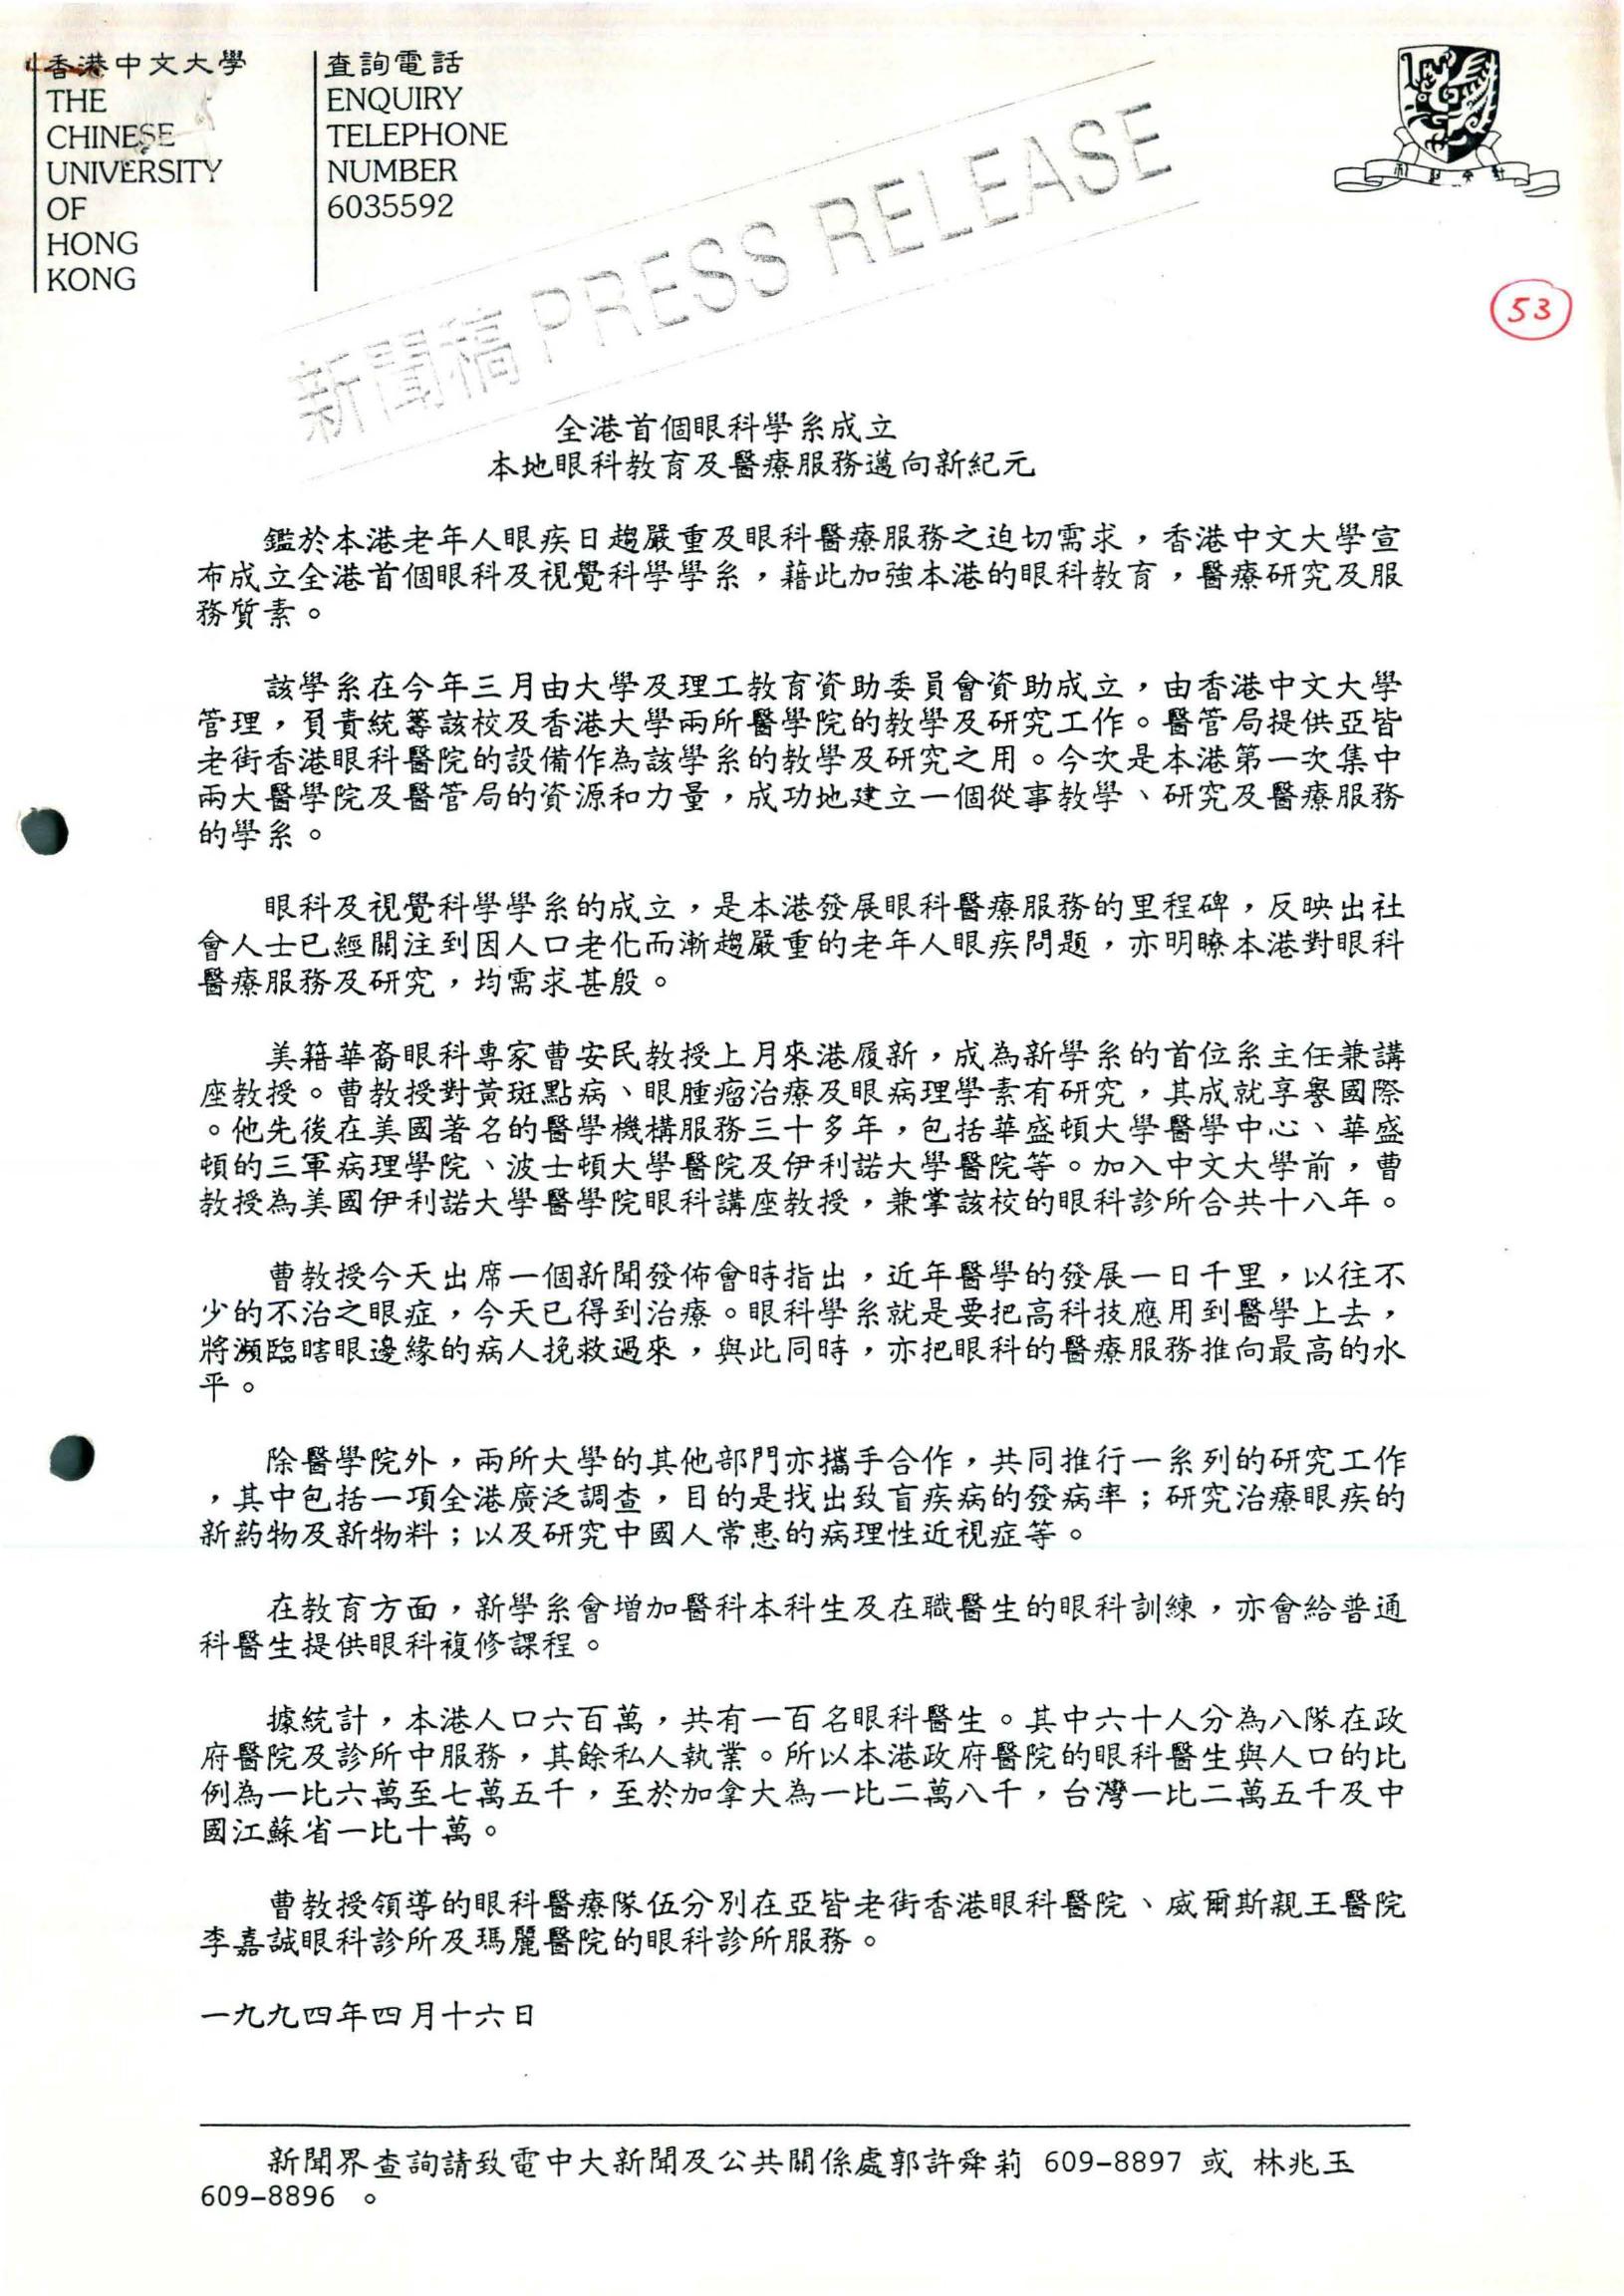 香港中文大學
THE
CHINESE
UNIVERSITY
OF
HONG
KONG
查詢電話
ENQUIRY
TELEPHONE
NUMBER
6035592
新聞稿 PRESS RELEASE
53
全港首個眼科學系成立
本地眼科教育及醫療服務邁向新紀元
鑑於本港老年人眼疾日趨嚴重及眼科醫療服務之迫切需求，香港中文大學宣
布成立全港首個眼科及視覺科學學系，藉此加強本港的眼科教育，醫療研究及服
務質素。
該學系在今年三月由大學及理工教育資助委員會資助成立，由香港中文大學
管理，負責統籌該校及香港大學兩所醫學院的教學及研究工作。醫管局提供亞皆
老街香港眼科醫院的設備作為該學系的教學及研究之用。今次是本港第一次集中
兩大醫學院及醫管局的資源和力量，成功地建立一個從事教學、研究及醫療服務
的學系。
眼科及視覺科學學系的成立，是本港發展眼科醫療服務的里程碑，反映出社
會人士已經關注到因人口老化而漸趨嚴重的老年人眼疾問題，亦明瞭本港對眼科
醫療服務及研究，均需求甚殷。
美籍華裔眼科專家曹安民教授上月來港履新，成為新學系的首位系主任兼講
座教授。曹教授對黃斑點病、眼腫瘤治療及眼病理學素有研究，其成就享譽國際
。他先後在美國著名的醫學機構服務三十多年，包括華盛頓大學醫學中心、華盛
頓的三軍病理學院、波士頓大學醫院及伊利諾大學醫院等。加入中文大學前，曹
教授為美國伊利諾大學醫學院眼科講座教授，兼掌該校的眼科診所合共十八年。
曹教授今天出席一個新聞發佈會時指出，近年醫學的發展一日千里，以往不
少的不治之眼症，今天已得到治療。眼科學系就是要把高科技應用到醫學上去，
將瀕臨瞎眼邊緣的病人挽救過來，與此同時，亦把眼科的醫療服務推向最高的水
平。
除醫學院外，兩所大學的其他部門亦攜手合作，共同推行一系列的研究工作
，其中包括一項全港廣泛調查，目的是找出致盲疾病的發病率；研究治療眼疾的
新葯物及新物料；以及研究中國人常患的病理性近視症等。
在教育方面，新學系會增加醫科本科生及在職醫生的眼科訓練，亦會給普通
科醫生提供眼科複修課程。
據統計，本港人口六百萬，共有一百名眼科醫生。其中六十人分為八隊在政
府醫院及診所中服務，其餘私人執業。所以本港政府醫院的眼科醫生與人口的比
例為一比六萬至七萬五千，至於加拿大為一比二萬八千，台灣一比二萬五千及中
國江蘇省一比十萬。
曹教授領導的眼科醫療隊伍分別在亞皆老街香港眼科醫院、威爾斯親王醫院
李嘉誠眼科診所及瑪麗醫院的眼科診所服務。
一九九四年四月十六日
新聞界查詢請致電中大新聞及公共關係處郭許舜莉 609-8897 或 林兆玉
609-8896 。